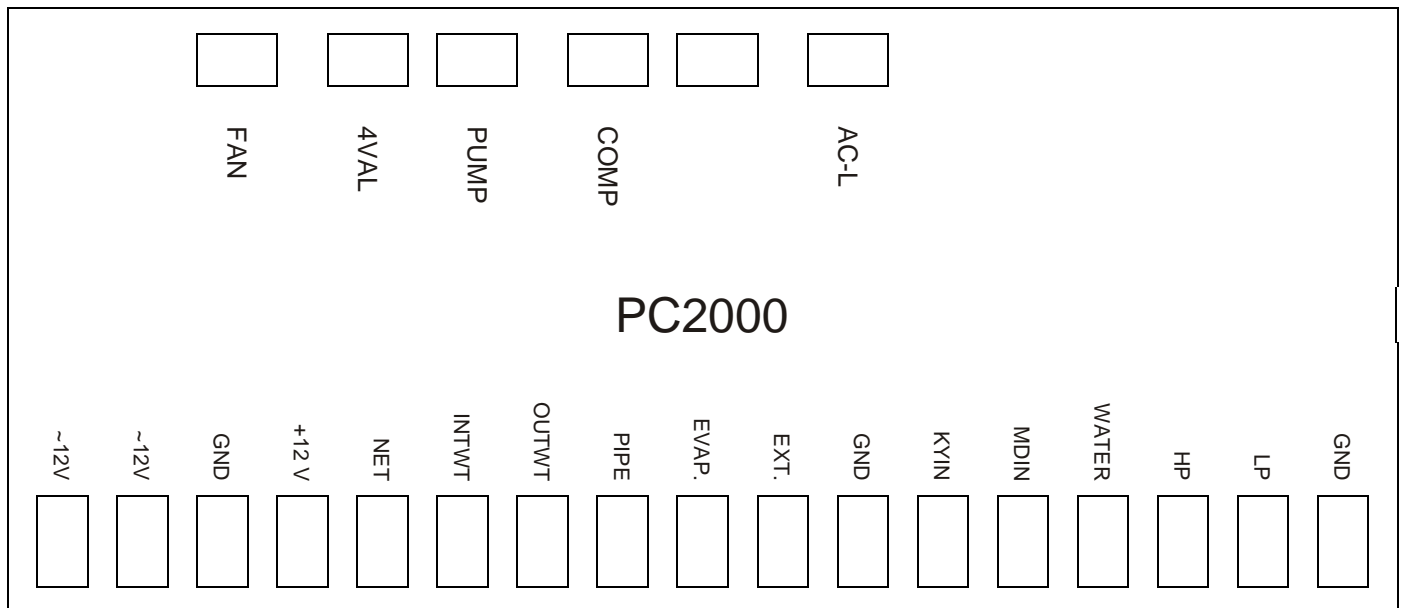 FAN
4VAL
PUMP
COMP
AC-L
PC2000
~12V
~12V
GND
+12 V
NET
INTWT
OUTWT
PIPE
EVAP.
EXT.
GND
KYIN
MDIN
WATER
HP
LP
GND